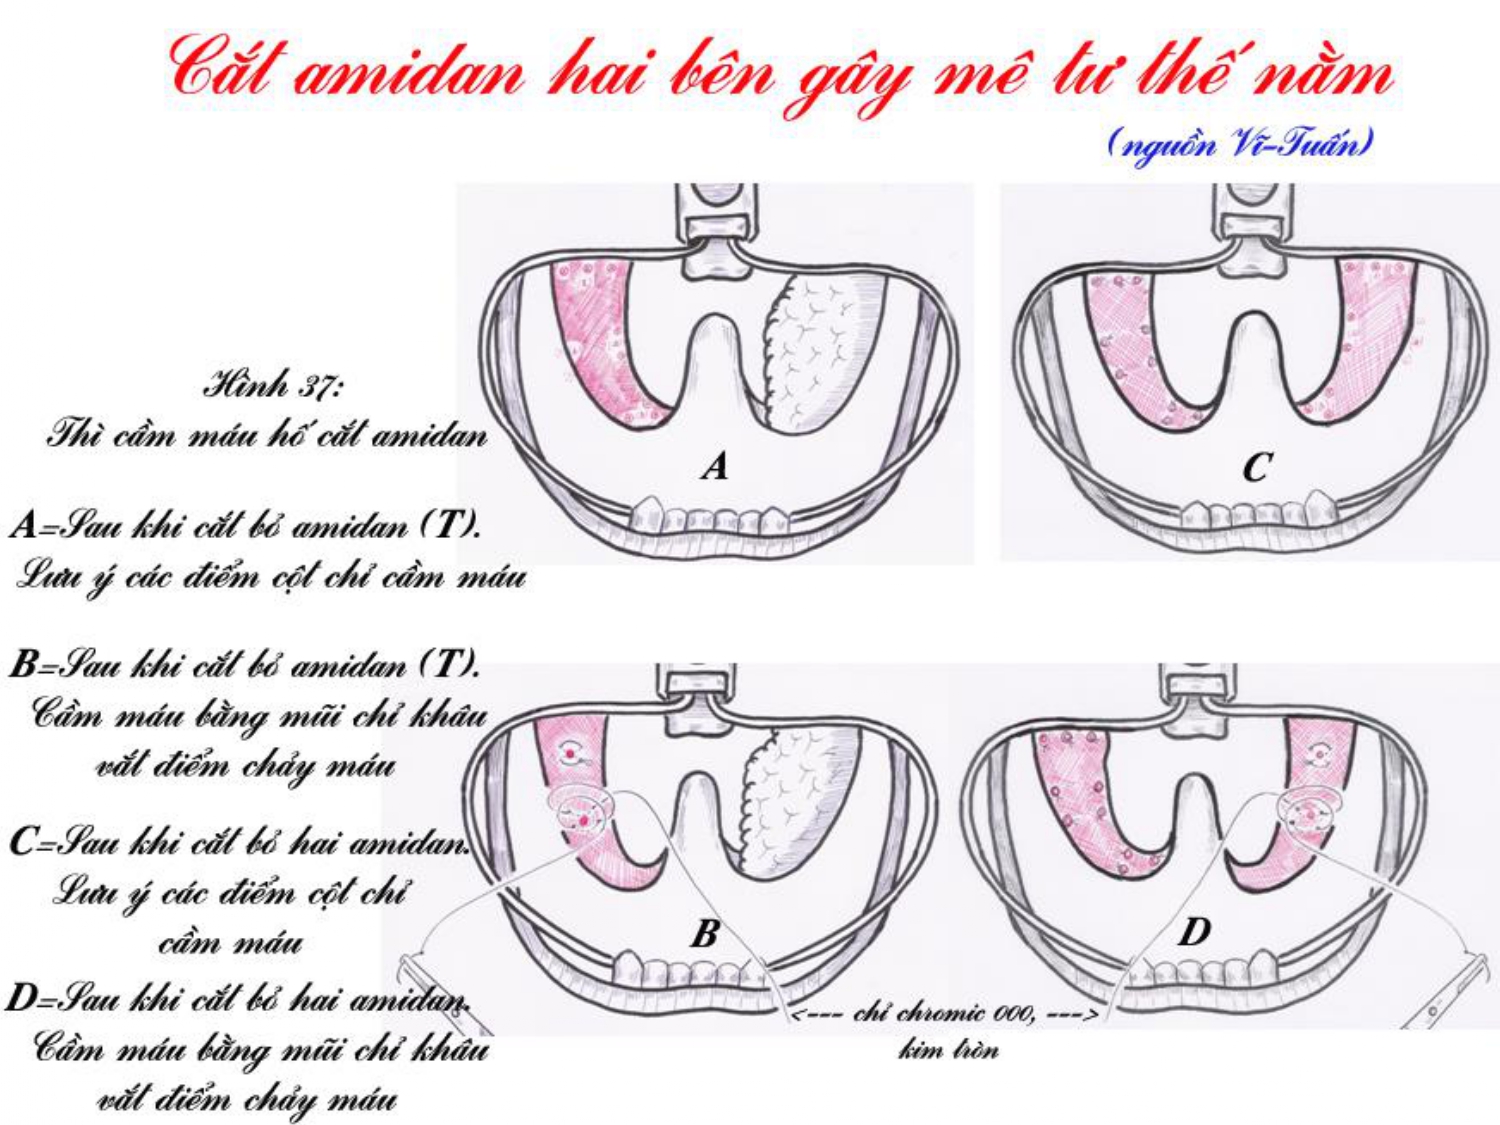 Cắt amidan hai bên gây mê tư thế nằm
(nguồn Vĩ-Tuấn)
Hình 37:
Thì cầm máu hố cắt amidan
A=Sau khi cắt bỏ amidan (T).
Lưu ý các điểm cột chỉ cầm máu
B=Sau khi cắt bỏ amidan (T).
Cầm máu bằng mũi chỉ khâu
vắt điểm chảy máu
C=Sau khi cắt bỏ hai amidan.
Lưu ý các điểm cột chỉ
cầm máu
D=Sau khi cắt bỏ hai amidan.
Cầm máu bằng mũi chỉ khâu
vắt điểm chảy máu
A
C
B
D
<--- chỉ chromic 000, --->
kim tròn